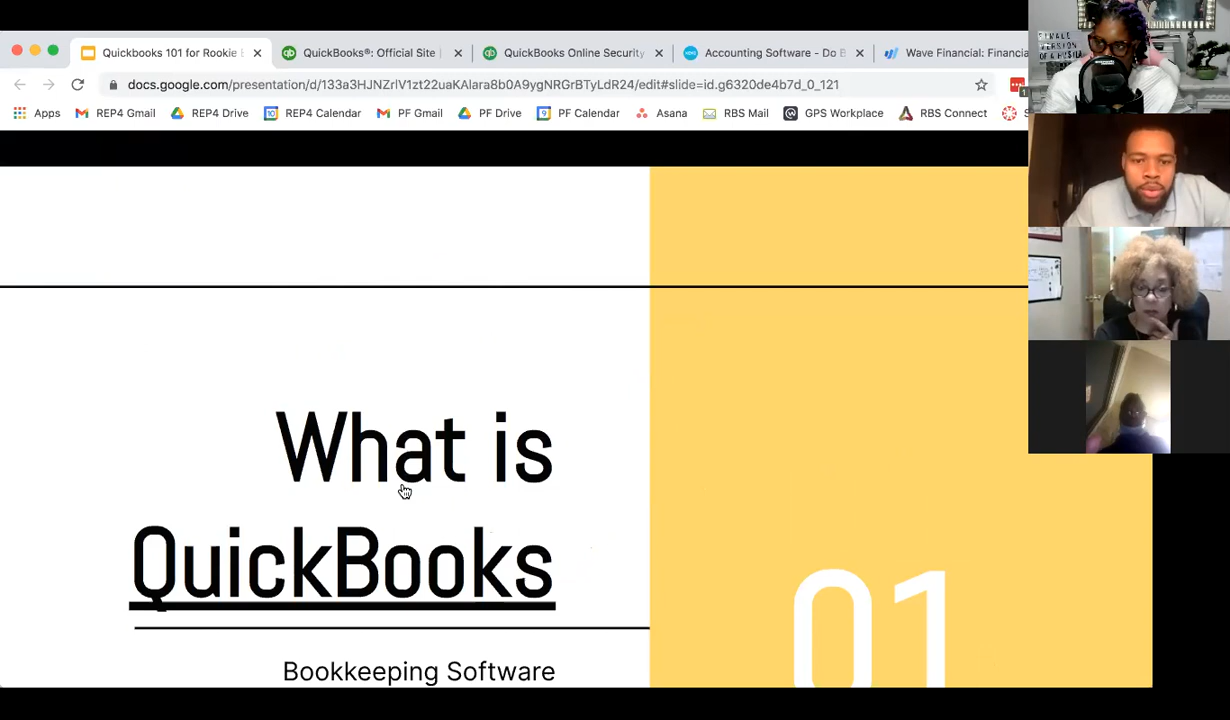 Quickbooks 101 for Rookie
QuickBooks®: Official Site
QuickBooks Online Security
Accounting Software - Do B
Wave Financial: Financia
docs.google.com/presentation/d/133a3HJNZrlV1zt22uaKAlara8b0A9ygNRGrBTyLdR24/edit#slide=id.g6320de4b7d_0_121
Apps
REP4 Gmail
REP4 Drive
REP4 Calendar
PF Gmail
PF Drive
PF Calendar
Asana
RBS Mail
GPS Workplace
RBS Connect
What is
QuickBooks
Bookkeeping Software
01